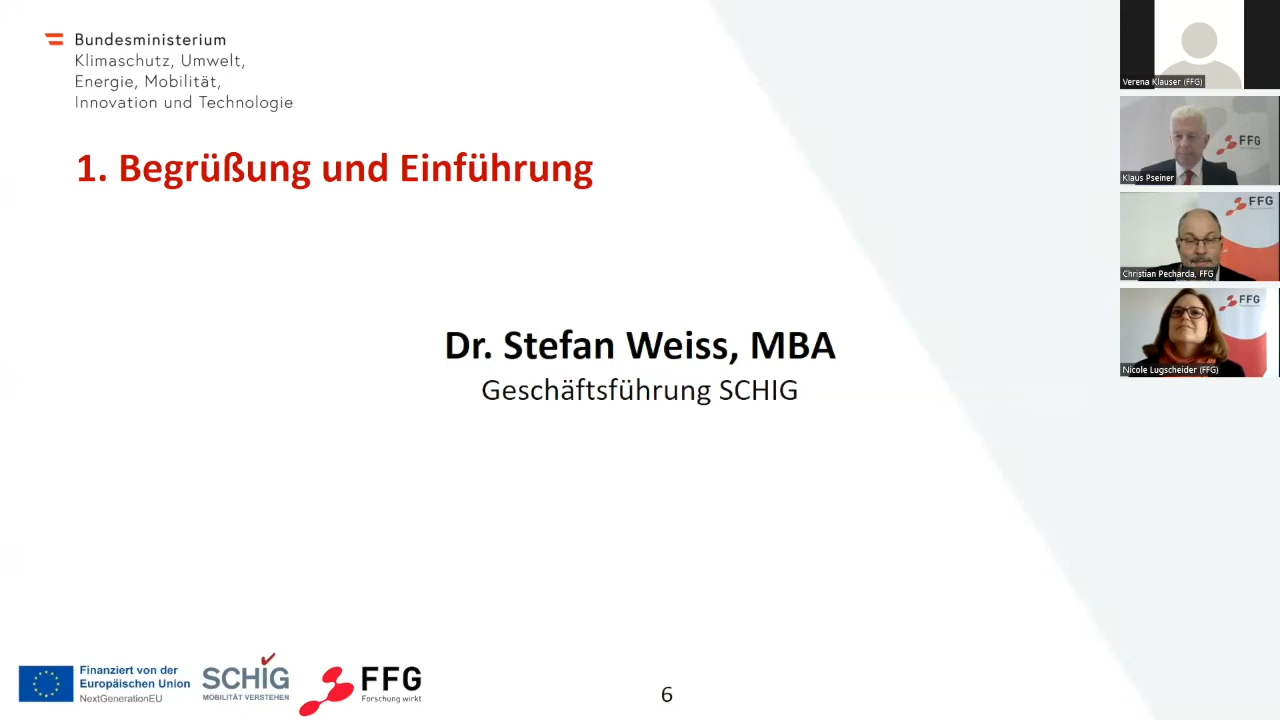 Bundesministerium
Klimaschutz, Umwelt,
Energie, Mobilität,
Innovation und Technologie
1. Begrüßung und Einführung
Dr. Stefan Weiss, MBA
Geschäftsführung SCHIG
Finanziert von der
Europäischen Union
NextGenerationEU
SCHIG
MOBILITÄT VERSTEHEN
FFG
Forschung wirkt.
6
Verena Klauser (FFG)
FFG
Klaus Pseiner
FFG
Christian Pecharda, FFG
FFG
Nicole Lugscheider (FFG)